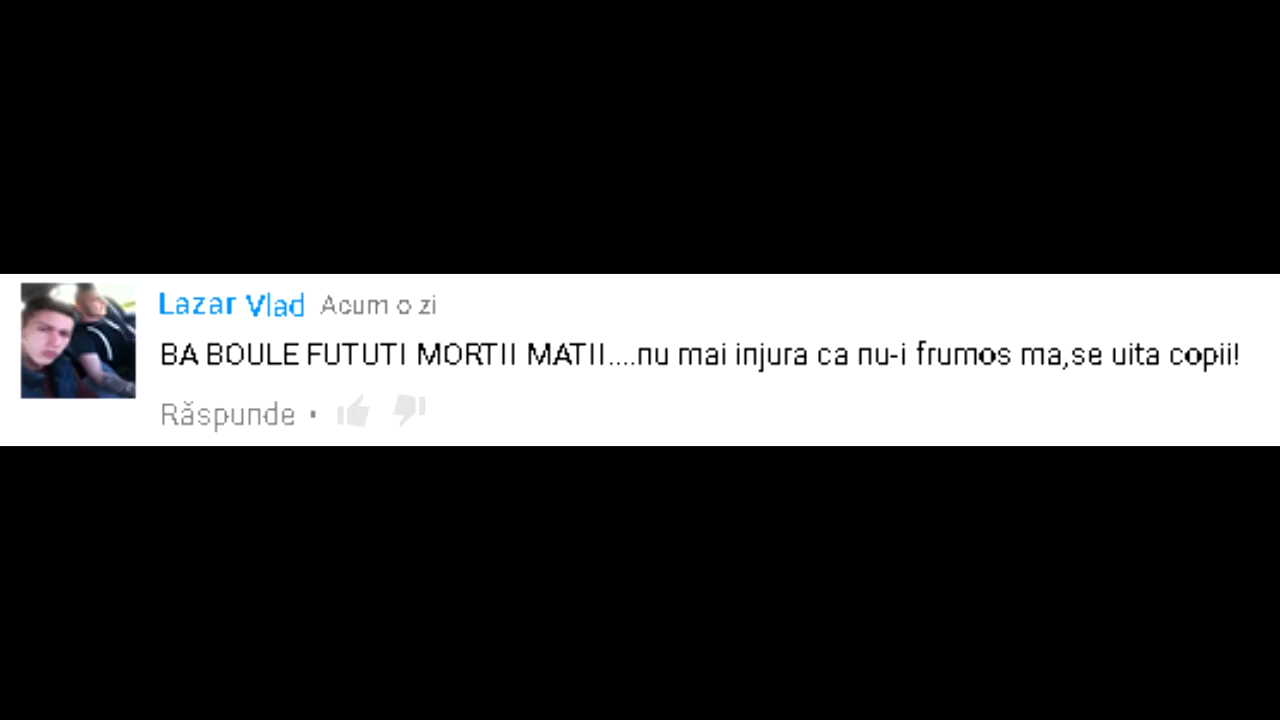 Lazar Vlad Acum o zi
BA BOULE FUTUTI MORTII MATII....nu mai injura ca nu-i frumos ma,se uita copii!
Răspunde •